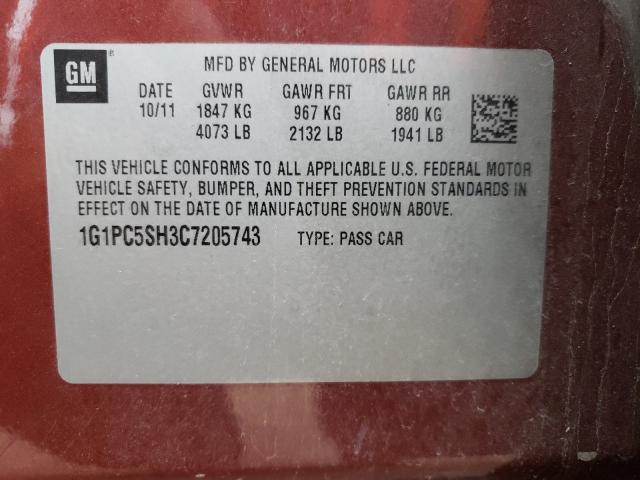 GM ®
MFD BY GENERAL MOTORS LLC
DATE GVWR GAWR FRT GAWR RR
10/11 1847 KG 967 KG 880 KG
4073 LB 2132 LB 1941 LB
THIS VEHICLE CONFORMS TO ALL APPLICABLE U.S. FEDERAL MOTOR
VEHICLE SAFETY, BUMPER, AND THEFT PREVENTION STANDARDS IN
EFFECT ON THE DATE OF MANUFACTURE SHOWN ABOVE.
1G1PC5SH3C7205743 TYPE: PASS CAR